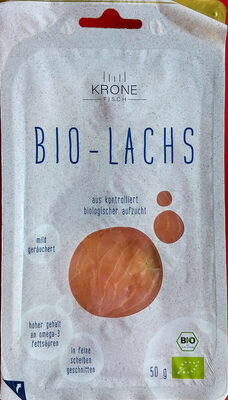 KRONE
FISCH
BIO-LACHS
aus kontrolliert
biologischer aufzucht
mild
geräuchert
hoher gehalt
an omega-3
fettsäuren
in feine
scheiben
geschnitten
50 g
BIO